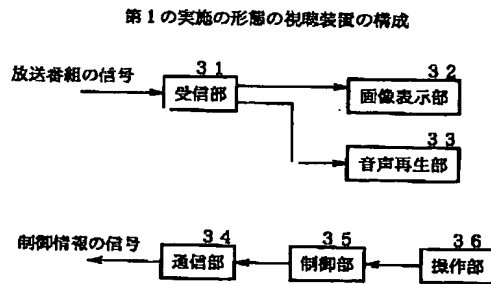 第１の実施の形態の視聴装置の構成
放送番組の信号
３１
受信部
３２
画像表示部
３３
音声再生部
制御情報の信号
３４
通信部
３５
制御部
３６
操作部